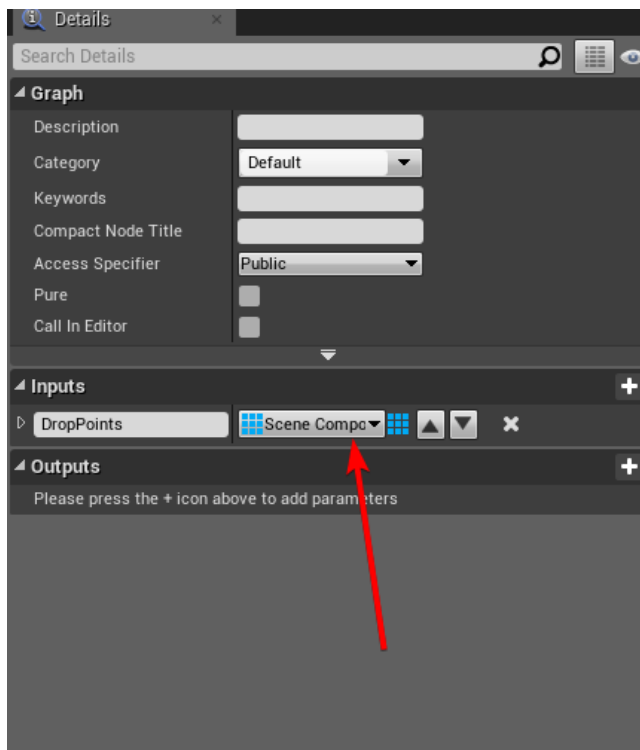 Details
Search Details
Graph
Description
Category Default
Keywords
Compact Node Title
Access Specifier Public
Pure
Call In Editor
Inputs
DropPoints Scene Compo
Outputs
Please press the + icon above to add parameters